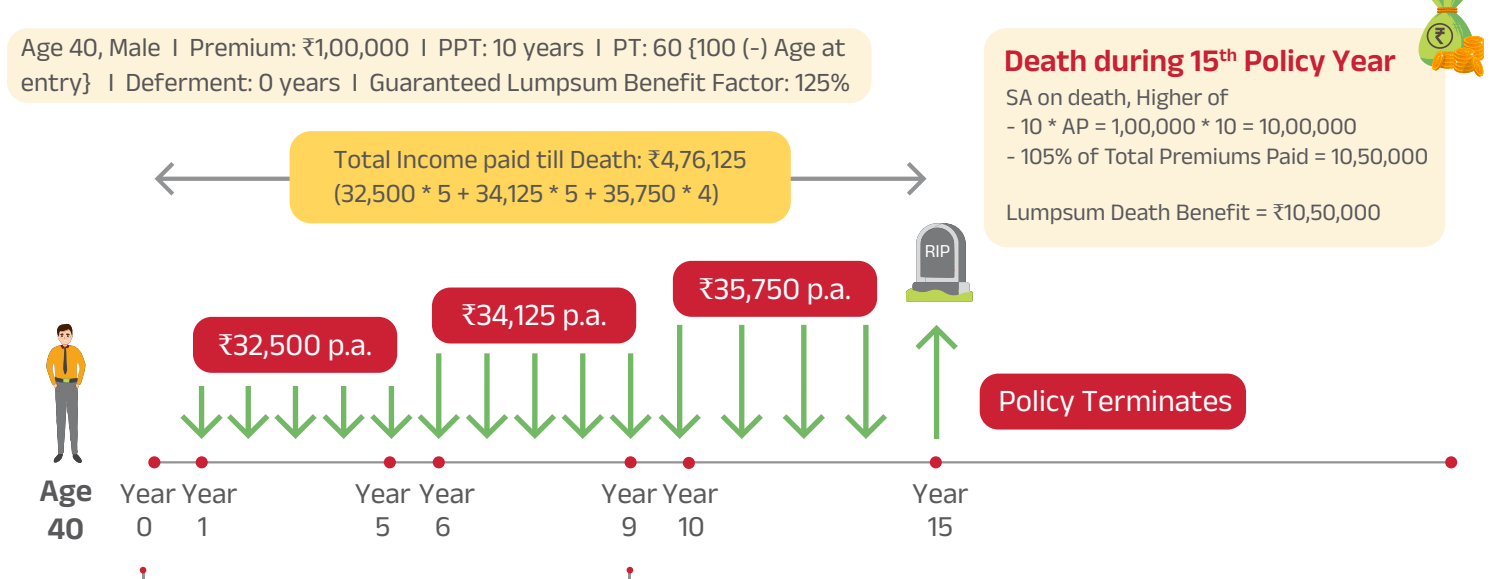 Age 40, Male I Premium: ₹1,00,000 I PPT: 10 years I PT: 60 {100 (-) Age at
entry} I Deferment: 0 years I Guaranteed Lumpsum Benefit Factor: 125%
₹
Death during 15th Policy Year
SA on death, Higher of
- 10 * AP = 1,00,000 * 10 = 10,00,000
- 105% of Total Premiums Paid = 10,50,000
Lumpsum Death Benefit = ₹10,50,000
Total Income paid till Death: ₹4,76,125
(32,500 * 5 + 34,125 * 5 + 35,750 * 4)
RIP
₹32,500 p.a.
₹34,125 p.a.
₹35,750 p.a.
Policy Terminates
Age
40
Year
0
Year
1
Year
5
Year
6
Year
9
Year
10
Year
15